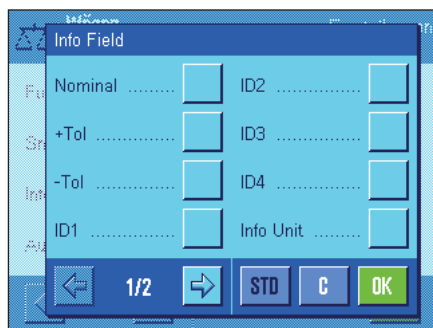 Info Field
Nominal ......... 
+Tol ...............
-Tol ...............
ID1 ................
ID2 ................
ID3 ................
ID4 ................
Info Unit ........
1/2
STD
C
OK